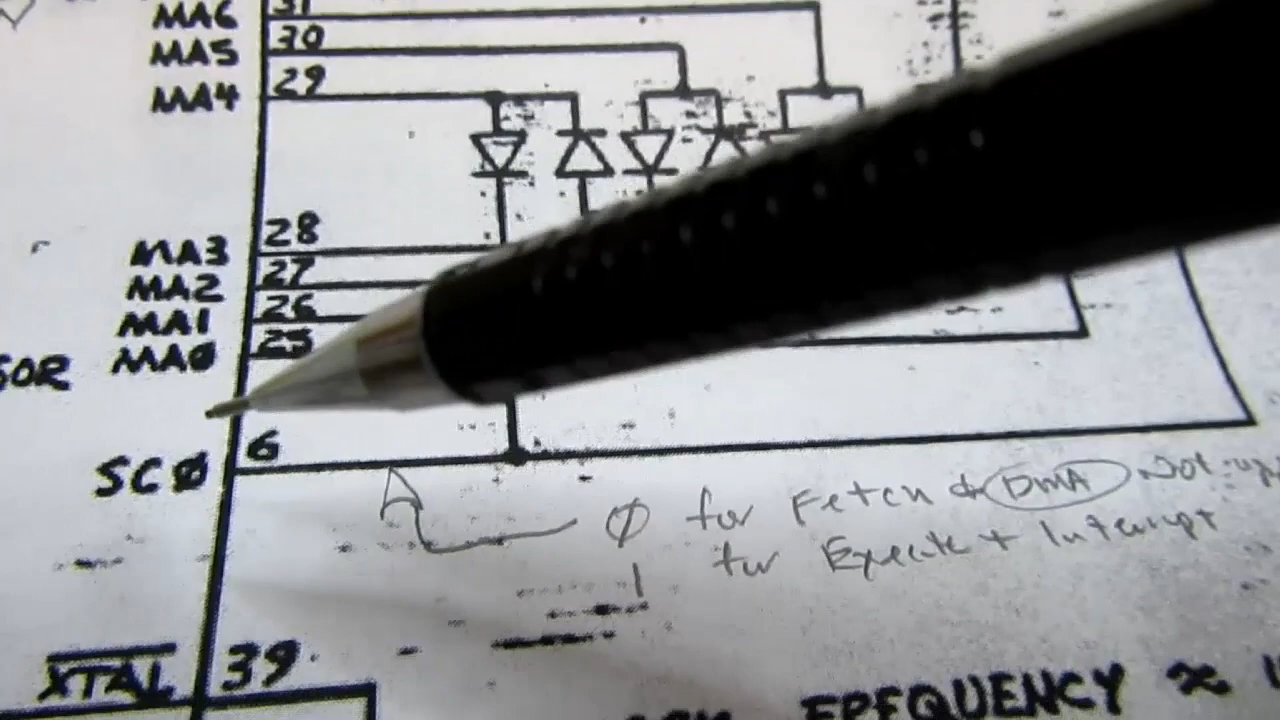 MA6 31
MA5 30
MA4 29
MA3 28
MA2 27
MA1 26
SOR MA0 25
SCØ 6
Ø for Fetch & DMA Not
1 for Execute + Interrupt
XTAL 39
FREQUENCY ≈